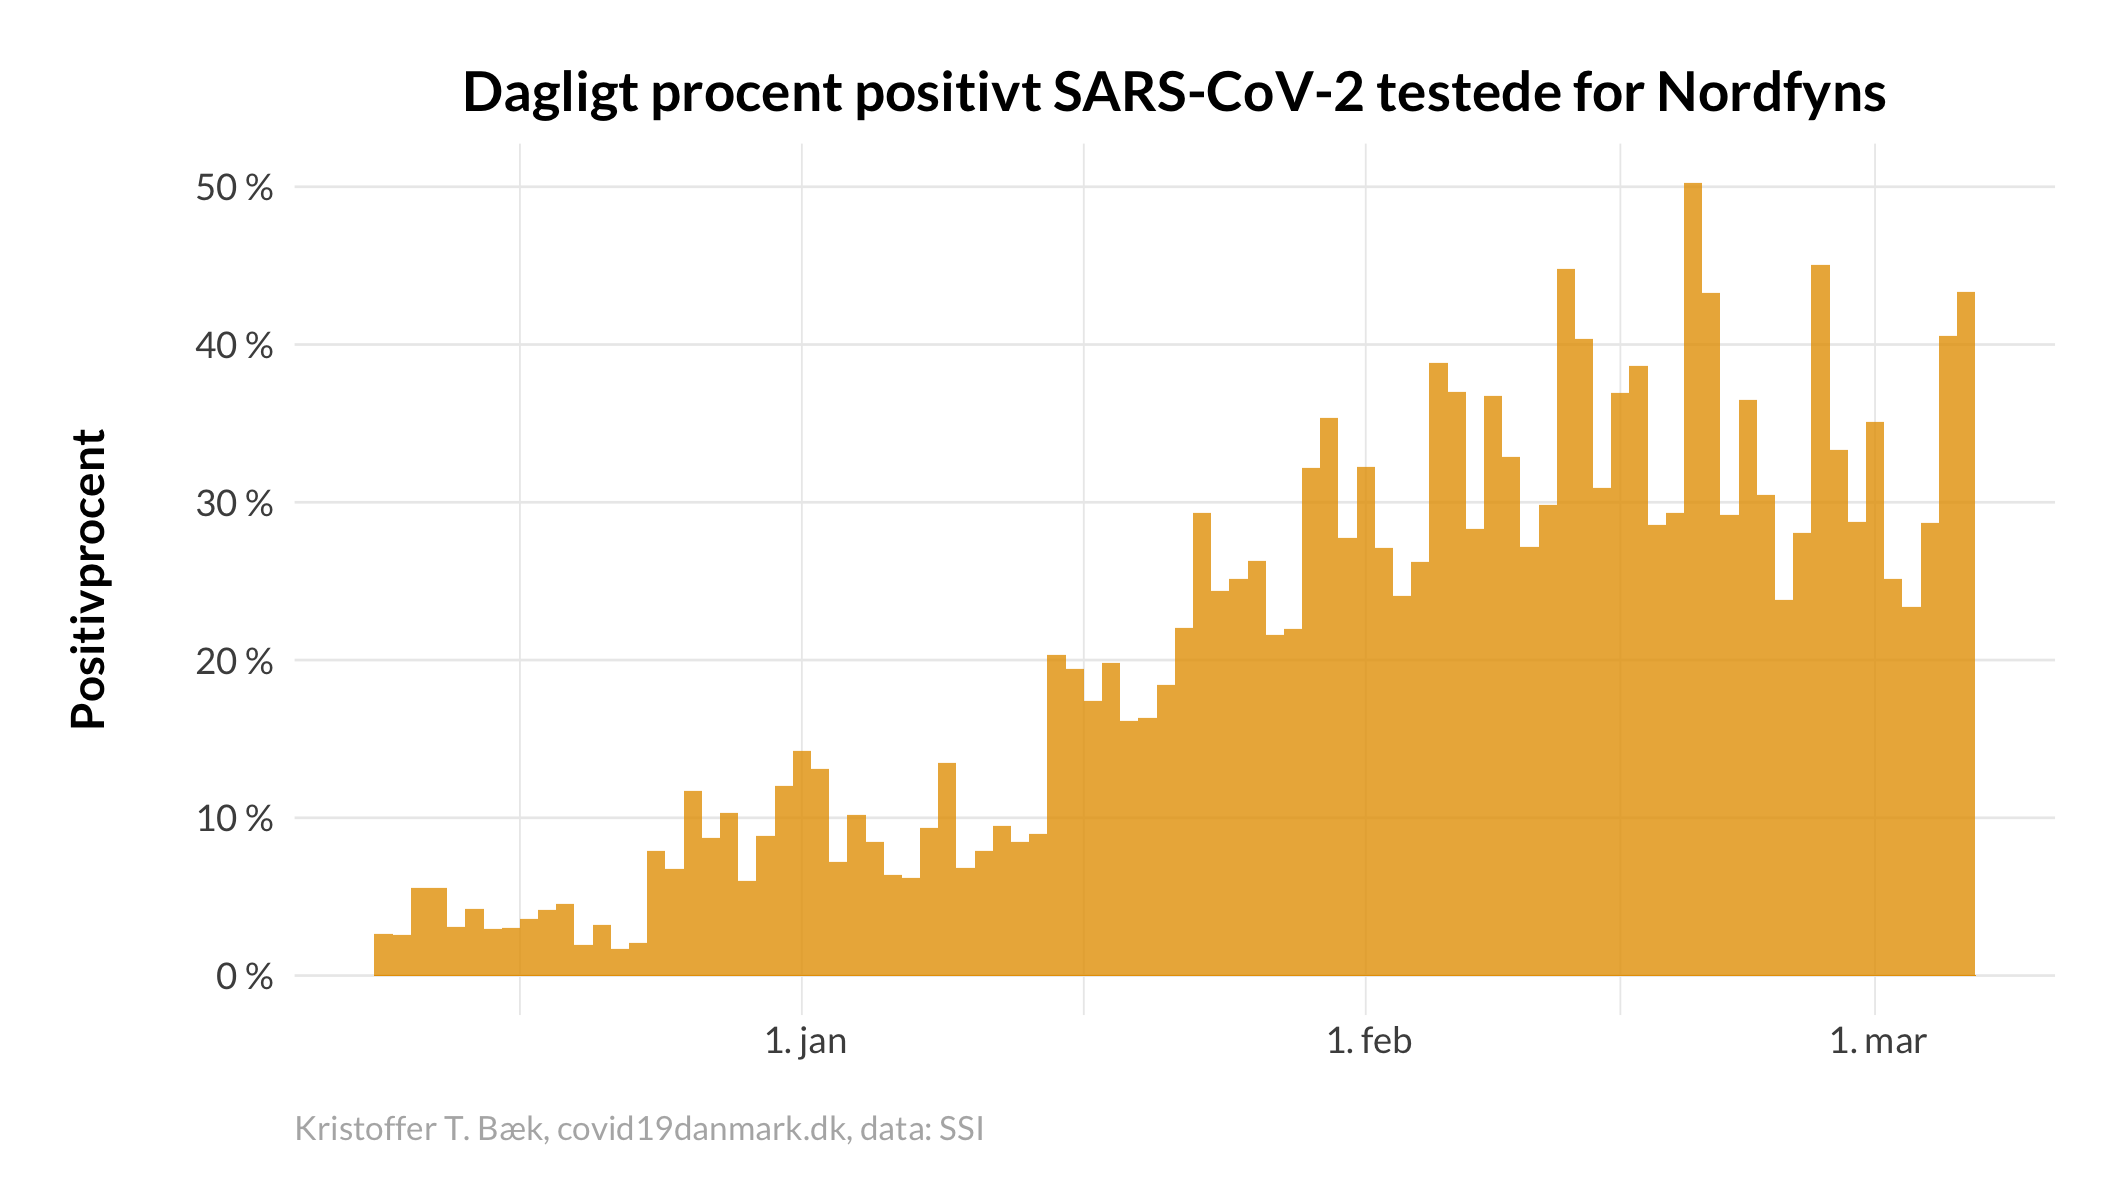 Dagligt procent positivt SARS-CoV-2 testede for Nordfyns
Positivprocent
50 %
40 %
30 %
20 %
10 %
0 %
1. jan
1. feb
1. mar
Kristoffer T. Bæk, covid19danmark.dk, data: SSI